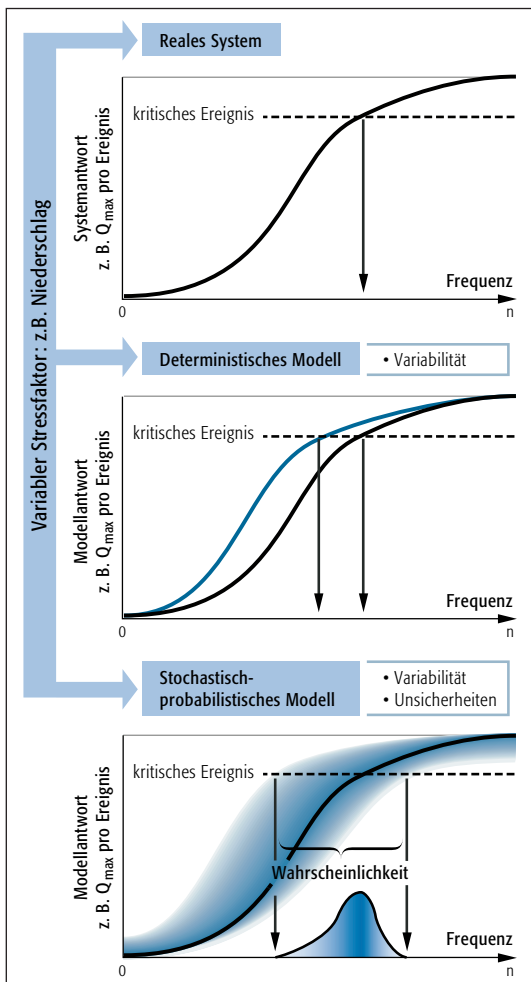 Variabler Stressfaktor: z.B. Niederschlag
Reales System
Systemantwort
z. B. Qmax pro Ereignis
kritisches Ereignis
Frequenz
0
n
Deterministisches Modell
• Variabilität
Modellantwort
z. B. Qmax pro Ereignis
kritisches Ereignis
Frequenz
0
n
Stochastisch-
probabilistisches Modell
• Variabilität
• Unsicherheiten
Modellantwort
z. B. Qmax pro Ereignis
kritisches Ereignis
Wahrscheinlichkeit
Frequenz
0
n